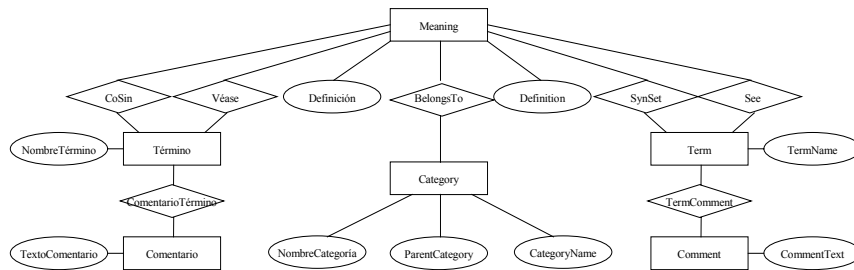 Meaning
CoSin
Véase
Definición
BelongsTo
Definition
SynSet
See
NombreTérmino
Término
Term
TermName
Category
ComentarioTérmino
TermComment
TextoComentario
Comentario
NombreCategoría
ParentCategory
CategoryName
Comment
CommentText